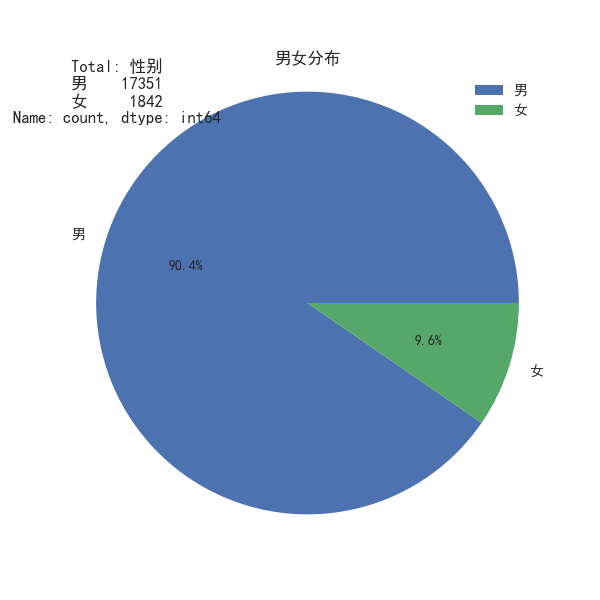 男女分布
Total: 性别
男    17351
女     1842
Name: count, dtype: int64
男
女
男
90.4%
9.6%
女